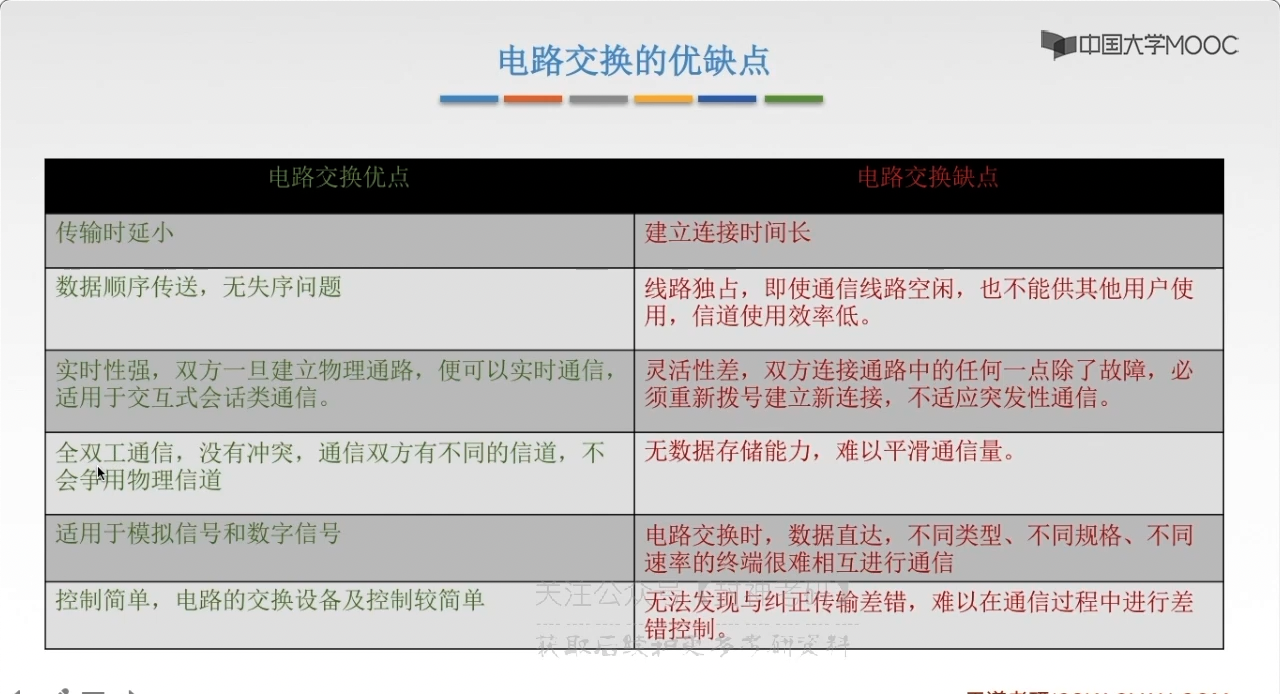 中国大学MOOC
电路交换的优缺点
电路交换优点
电路交换缺点
传输时延小
建立连接时间长
数据顺序传送，无失序问题
线路独占，即使通信线路空闲，也不能供其他用户使
用，信道使用效率低。
实时性强，双方一旦建立物理通路，便可以实时通信，
适用于交互式会话类通信。
灵活性差，双方连接通路中的任何一点除了故障，必
须重新拨号建立新连接，不适应突发性通信。
全双工通信，没有冲突，通信双方有不同的信道，不
会争用物理信道
无数据存储能力，难以平滑通信量。
适用于模拟信号和数字信号
电路交换时，数据直达，不同类型、不同规格、不同
速率的终端很难相互进行通信
控制简单，电路的交换设备及控制较简单
无法发现与纠正传输差错，难以在通信过程中进行差
错控制。
关注公众号